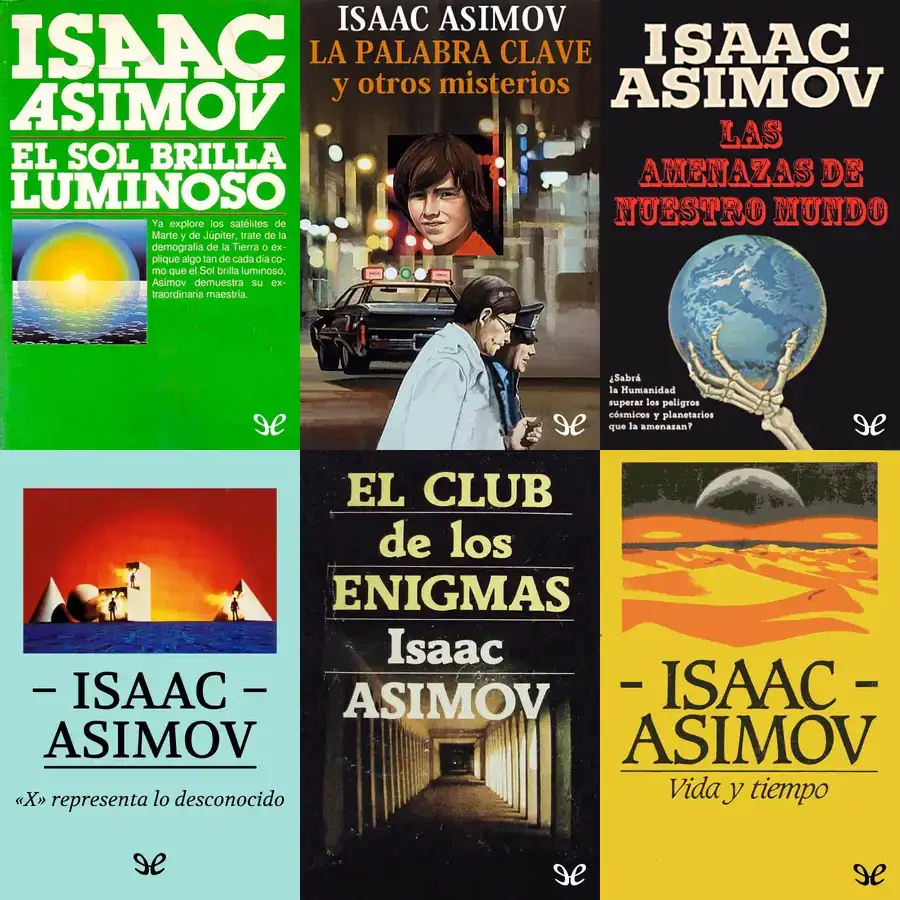 ISAAC
ASIMOV
EL SOL BRILLA
LUMINOSO
Ya explore los satélites de
Marte y de Júpiter, trate de la
demografía de la Tierra o ex-
plique algo tan de cada día co-
mo que el Sol brilla luminoso,
Asimov demuestra su ex-
traordinaria maestría.
ISAAC ASIMOV
LA PALABRA CLAVE
y otros misterios
ISAAC
ASIMOV
LAS
AMENAZAS DE
NUESTRO MUNDO
¿Sabrá
la Humanidad
superar los peligros
cósmicos y planetarios
que la amenazan?
– ISAAC –
ASIMOV
«X» representa lo desconocido
EL CLUB
de los
ENIGMAS
Isaac
ASIMOV
- ISAAC -
ASIMOV
Vida y tiempo